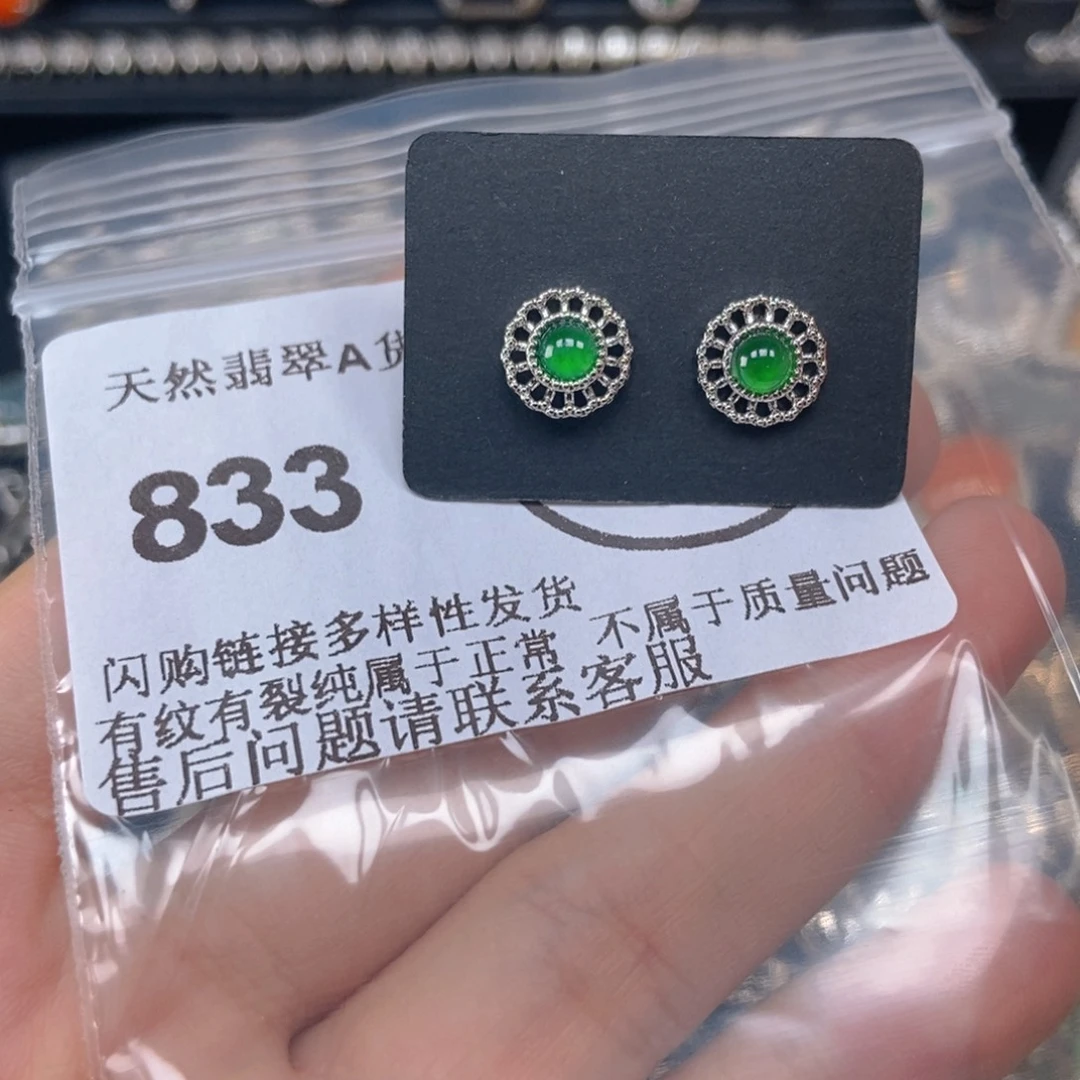 天然翡翠A货
833
闪购链接多样性发货
有纹有裂纯属于正常 不属于质量问题
售后问题请联系客服